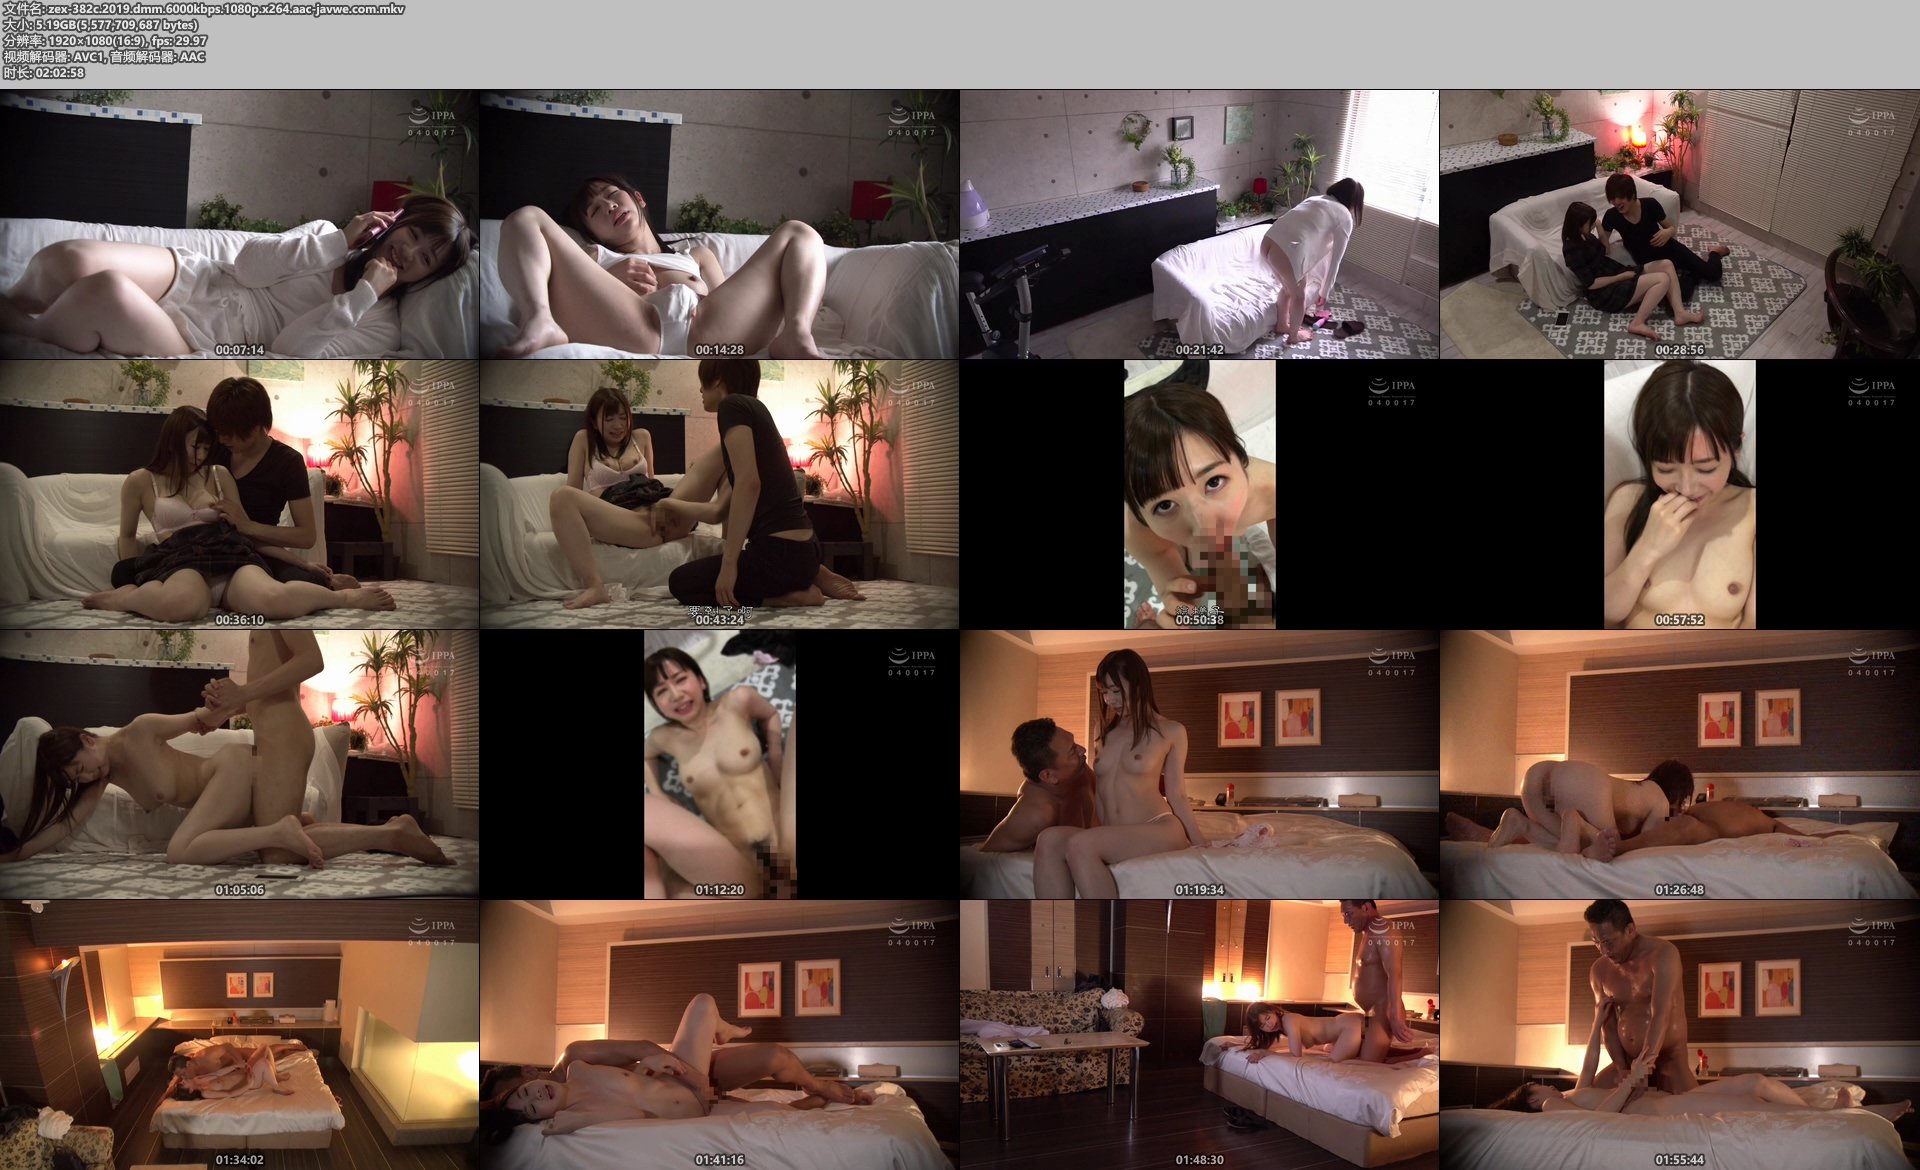 文件名: zex-382c.2019.dmm.6000kbps.1080p.x264.aac-javwe.com.mkv
大小: 5.19GB(5,577,709,687 bytes)
分辨率: 1920×1080(16:9), fps: 29.97
视频解码器: AVC1, 音频解码器: AAC
时长: 02:02:58
IPPA
040017
IPPA
040017
IPPA
040017
00:07:14
00:14:28
00:21:42
00:28:56
IPPA
040017
IPPA
040017
IPPA
040017
IPPA
040017
00:36:10
00:43:24
00:50:38
00:57:52
IPPA
040017
IPPA
040017
IPPA
040017
IPPA
040017
01:05:06
01:12:20
01:19:34
01:26:48
IPPA
040017
IPPA
040017
IPPA
040017
IPPA
040017
01:34:02
01:41:16
01:48:30
01:55:44